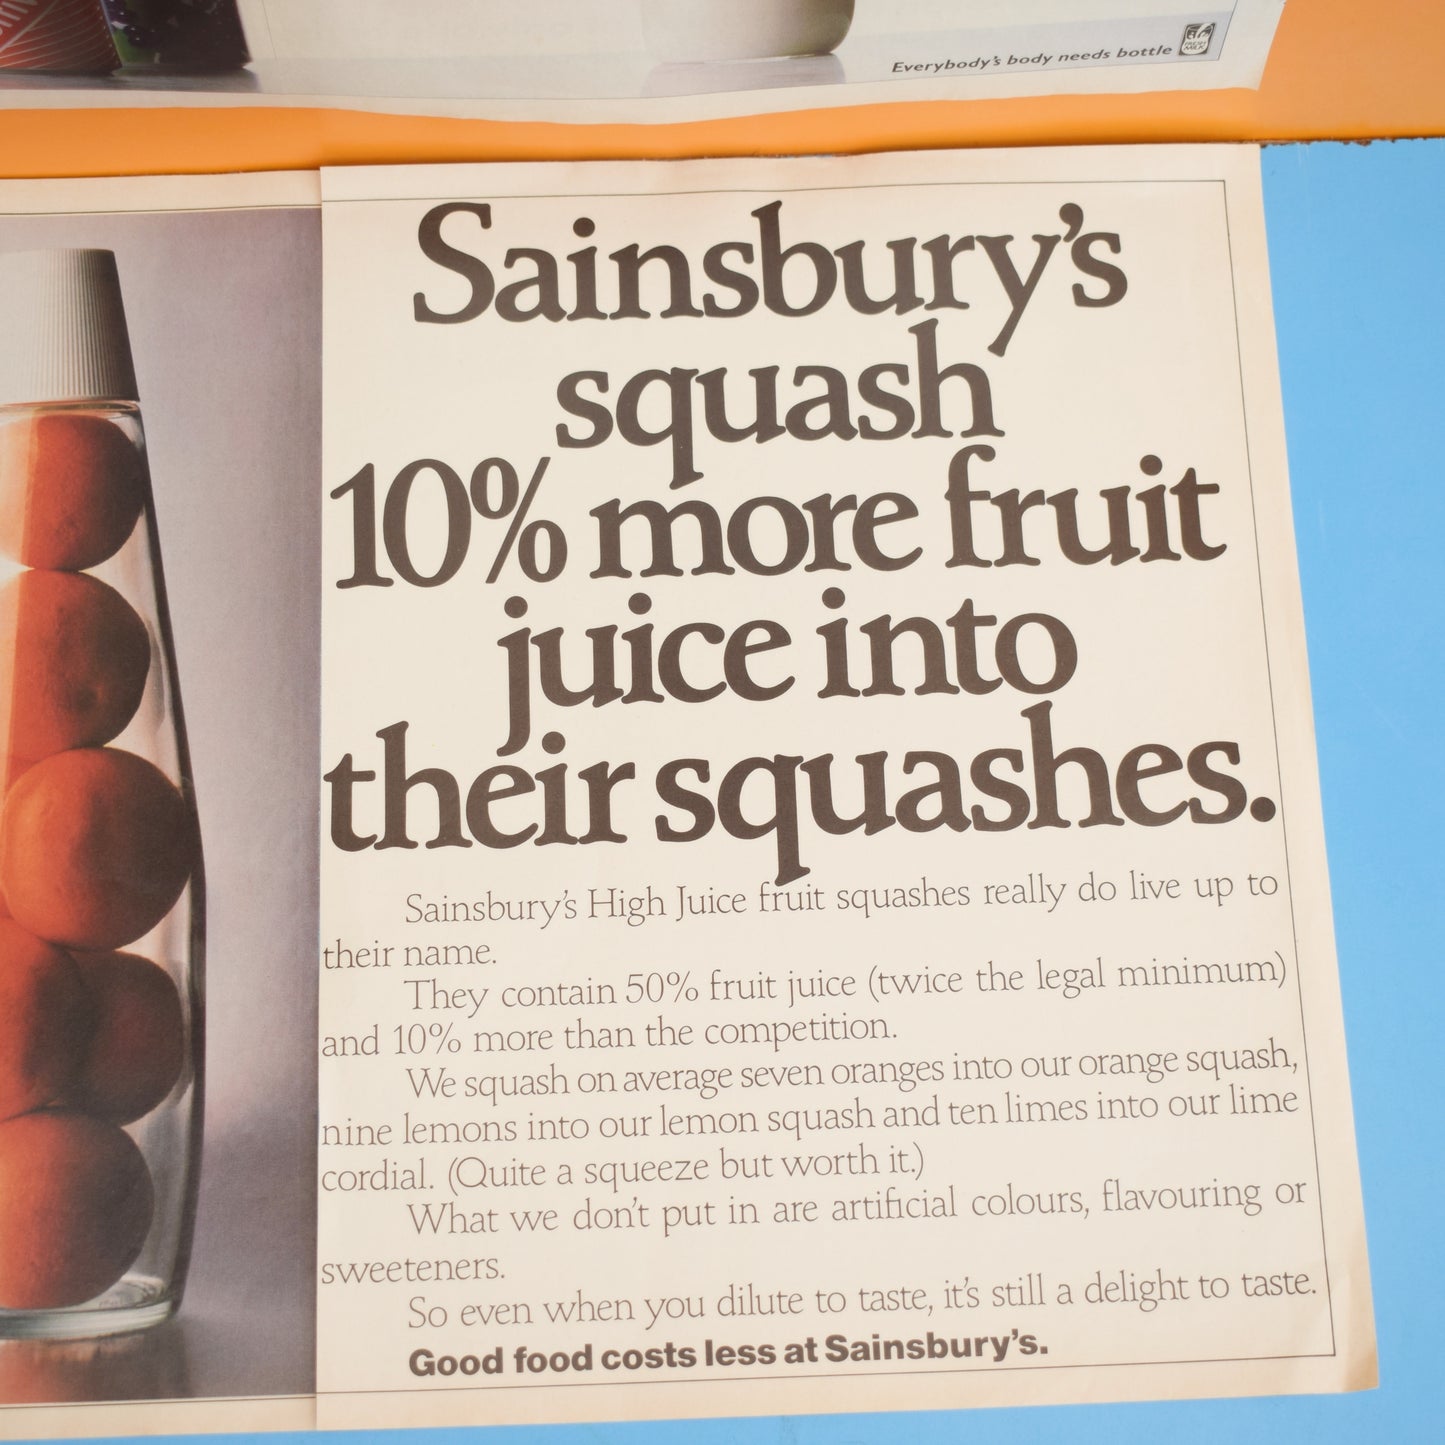 Everybody's body needs bottle
FRESH
MILK
Sainsbury's
squash
10% more fruit
juice into
their squashes.
Sainsbury's High Juice fruit squashes really do live up to
their name.
They contain 50% fruit juice (twice the legal minimum)
and 10% more than the competition.
We squash on average seven oranges into our orange squash,
nine lemons into our lemon squash and ten limes into our lime
cordial. (Quite a squeeze but worth it.)
What we don't put in are artificial colours, flavouring or
sweeteners.
So even when you dilute to taste, it's still a delight to taste.
Good food costs less at Sainsbury's.